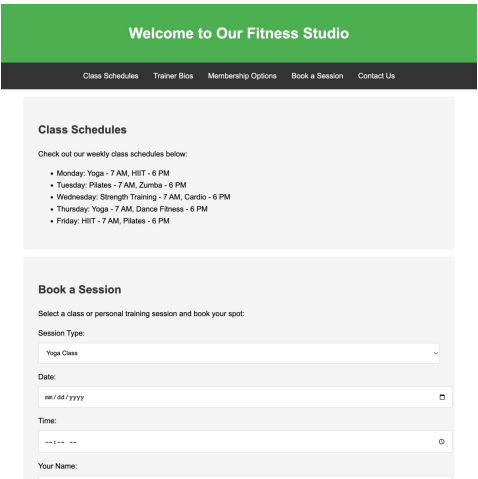 Welcome to Our Fitness Studio
Class Schedules Trainer Bios Membership Options Book a Session Contact Us
Class Schedules
Check out our weekly class schedules below:
• Monday: Yoga - 7 AM, HIIT - 6 PM
• Tuesday: Pilates - 7 AM, Zumba - 6 PM
• Wednesday: Strength Training - 7 AM, Cardio - 6 PM
• Thursday: Yoga - 7 AM, Dance Fitness - 6 PM
• Friday: HIIT - 7 AM, Pilates - 6 PM
Book a Session
Select a class or personal training session and book your spot:
Session Type:
Yoga Class
Date:
mm/dd/yyyy
Time:
--:-- --
Your Name: